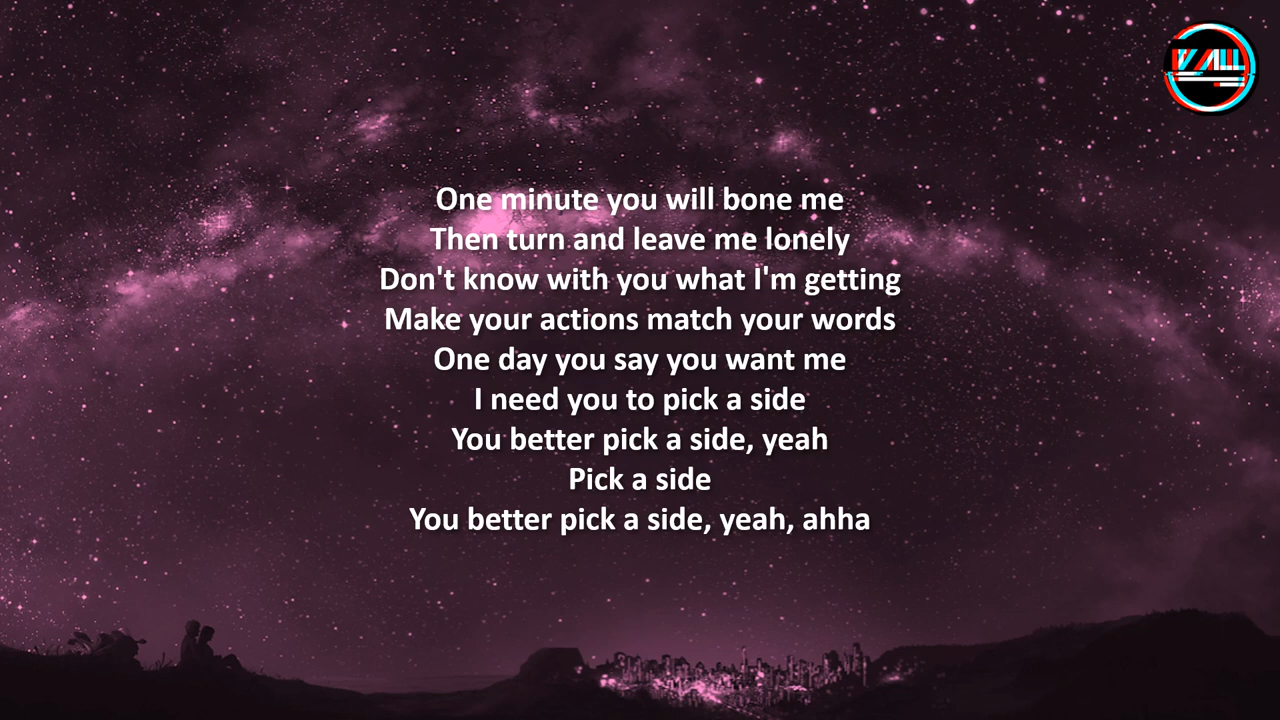 One minute you will bone me
Then turn and leave me lonely
Don't know with you what I'm getting
Make your actions match your words
One day you say you want me
I need you to pick a side
You better pick a side, yeah
Pick a side
You better pick a side, yeah, ahha